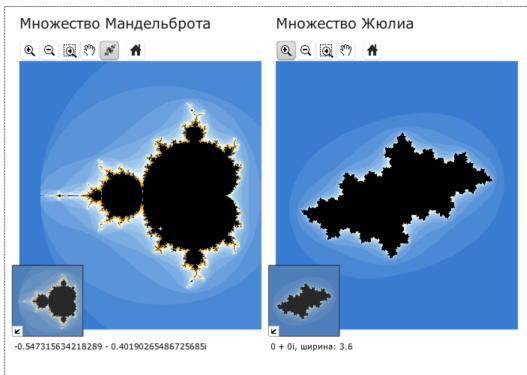 Множество Мандельброта
Множество Жюлиа
-0.547315634218289 - 0.40190265486725685i
0 + 0i, ширина: 3.6